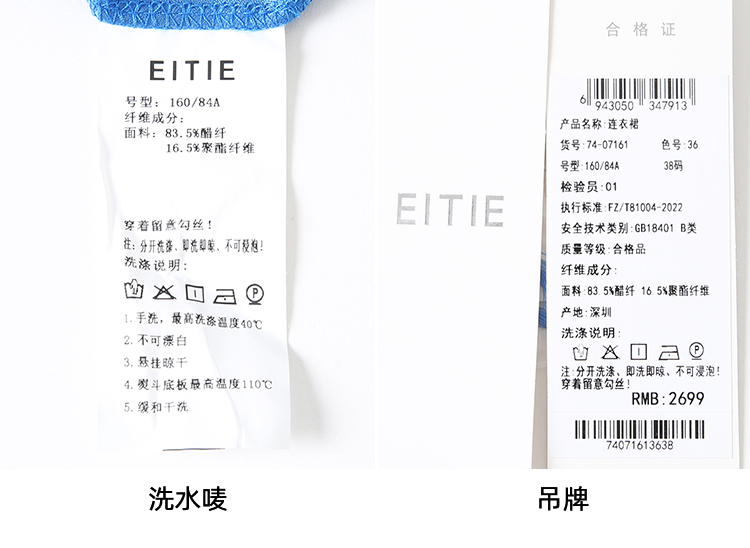 EITIE
号型: 160/84A
纤维成分:
面料: 83.5%醋纤
16.5%聚酯纤维
穿着留意勾丝！
注: 分开洗涤、即洗即晾、不可浸泡!
洗涤说明:
1.手洗，最高洗涤温度40℃
2.不可漂白
3.悬挂晾干
4.熨斗底板最高温度110℃
5.缓和干洗
洗水唛
EITIE
合格证
6 943050 347913
产品名称:连衣裙
货号:74-07161 色号:36
号型:160/84A 38码
检验员:01
执行标准:FZ/T81004-2022
安全技术类别:GB18401 B类
质量等级:合格品
纤维成分:
面料:83.5%醋纤 16.5%聚酯纤维
产地:深圳
洗涤说明:
注:分开洗涤、即洗即晾、不可浸泡!
穿着留意勾丝!
RMB:2699
74071613638
吊牌